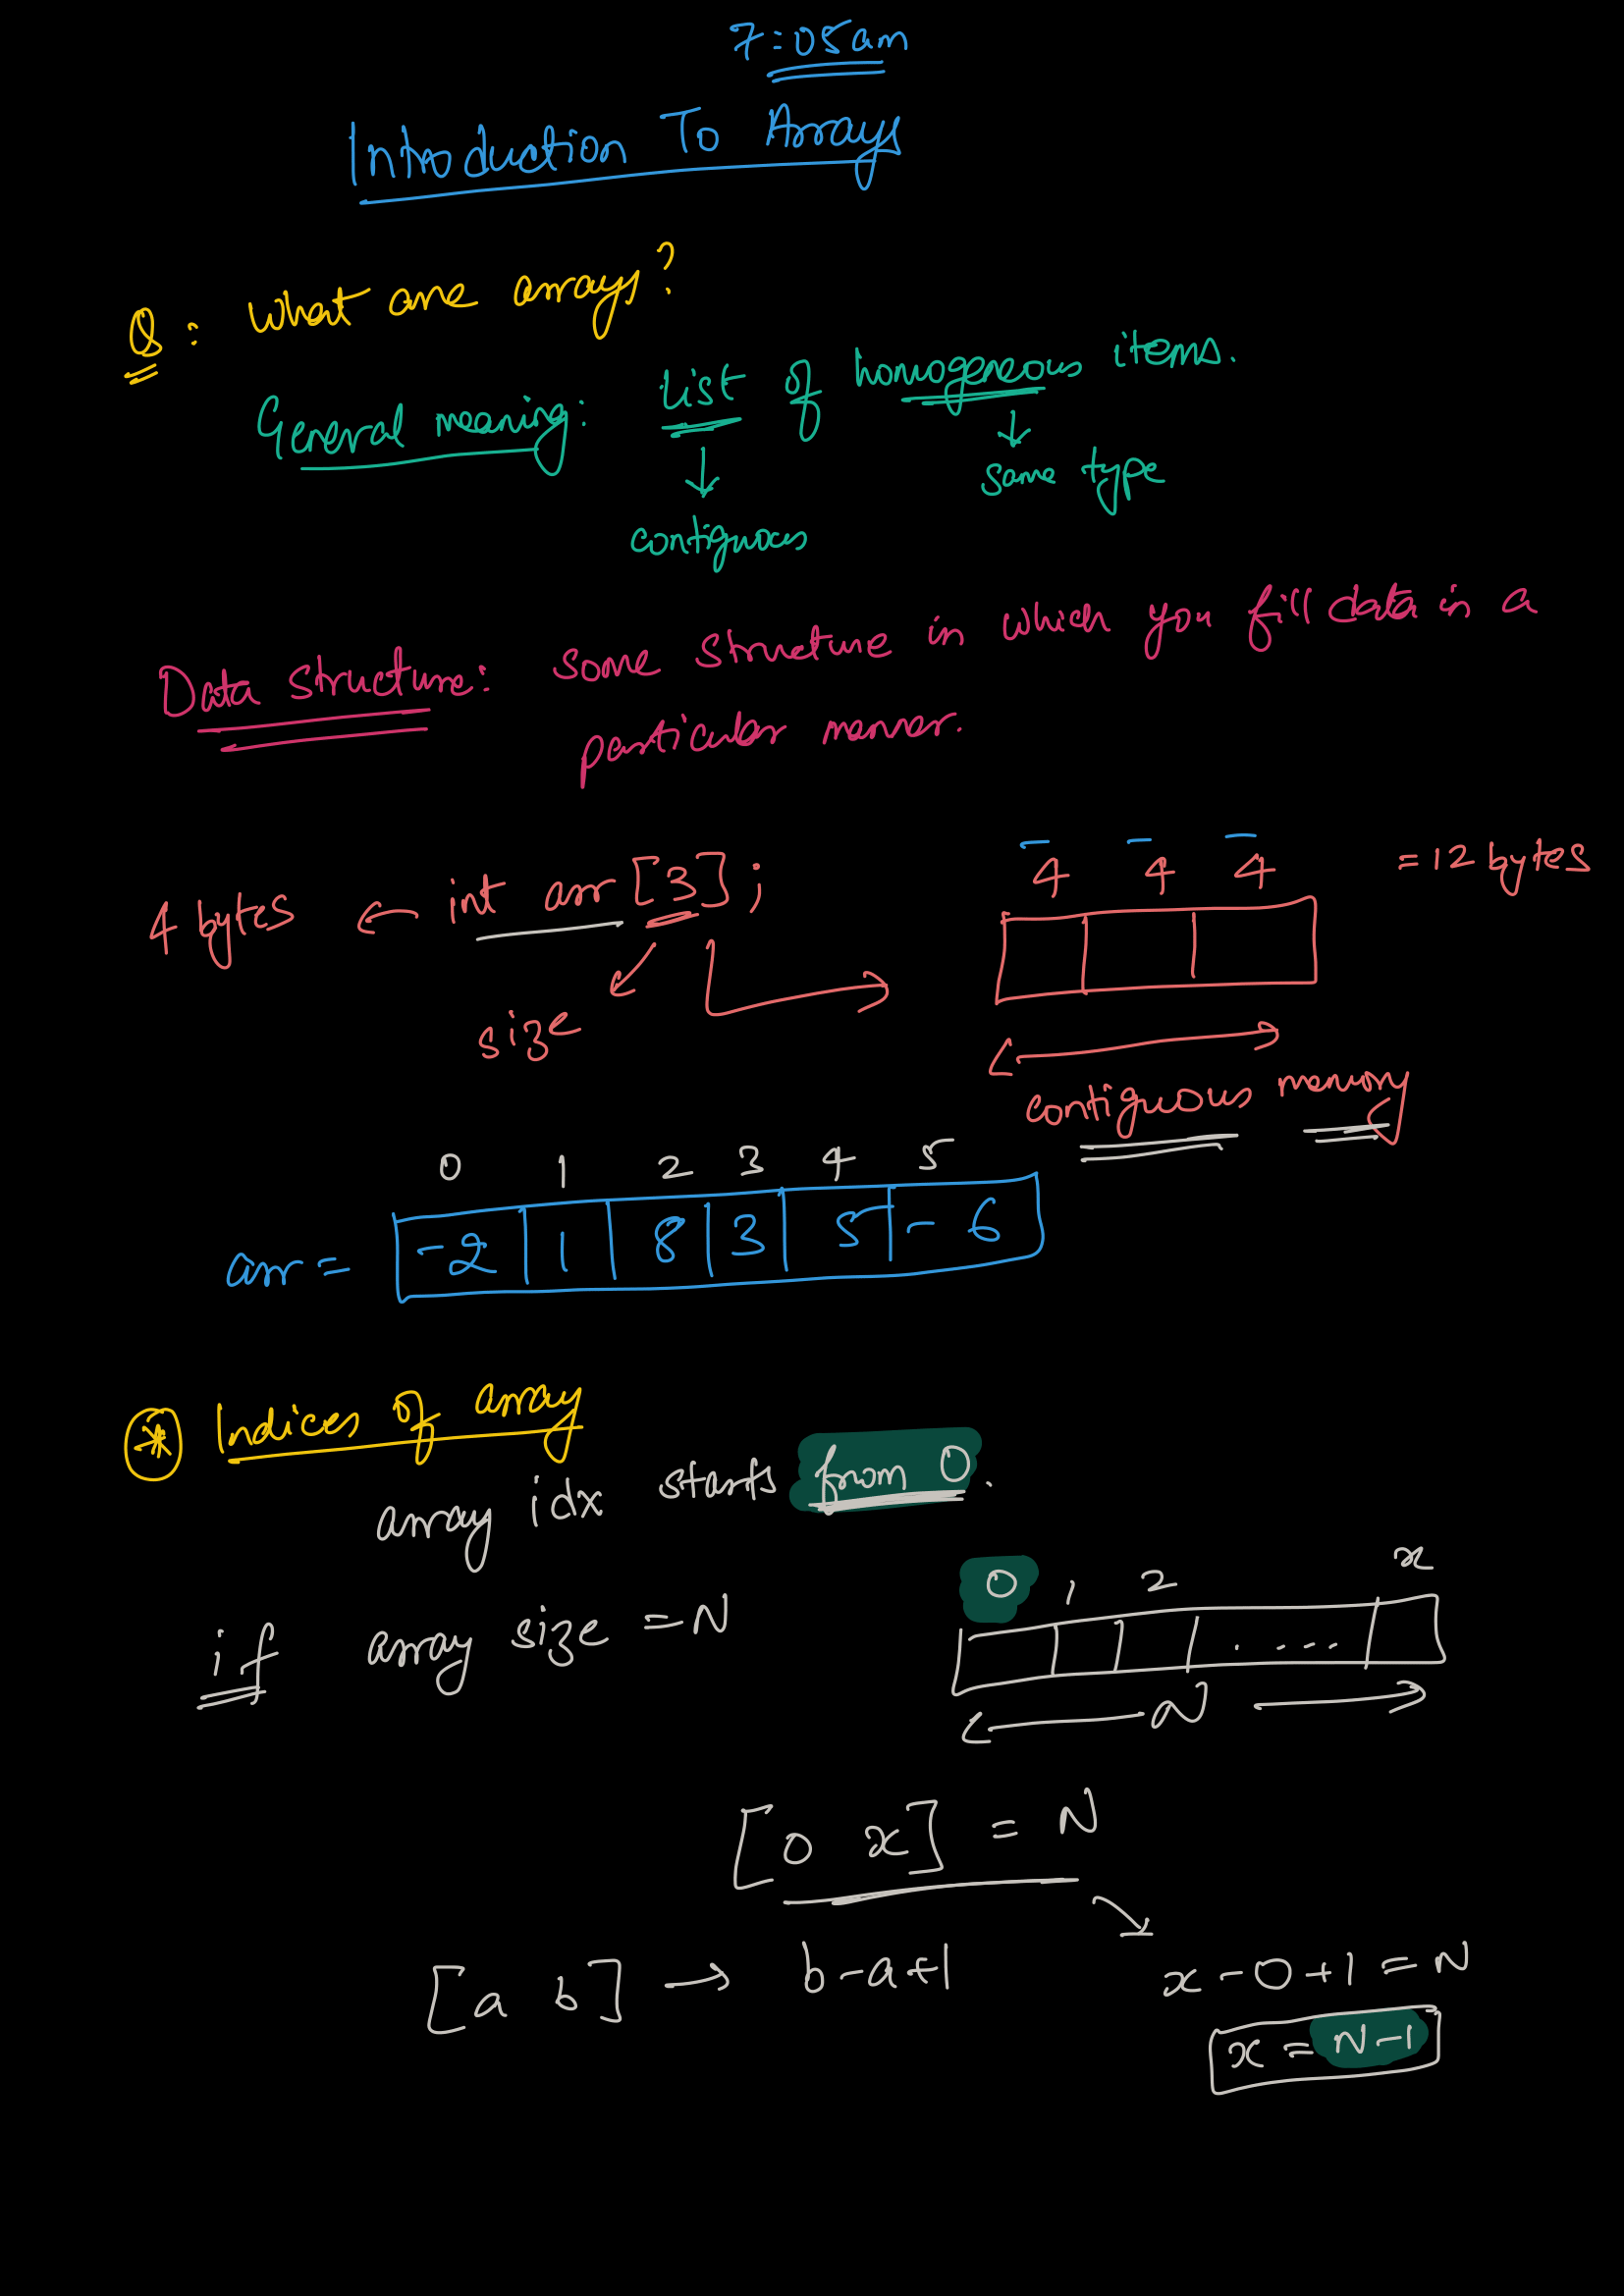 7:05am
Introduction To Arrays
Q: What are arrays?
General meaning: List of homogeneous items.
contiguous
same type
Data Structure: some structure in which you fill data in a
particular manner.
4 bytes ← int arr [3];
4 4 4 = 12 bytes
size
contiguous memory
0 1 2 3 4 5
arr = -2 1 8 3 5 -6
* Indices of array
array idx starts from 0.
if array size = N
0 1 2 x
. . . . .
N
[0 x] = N
[a b] → b-a+1
x-0+1 = N
x = N-1